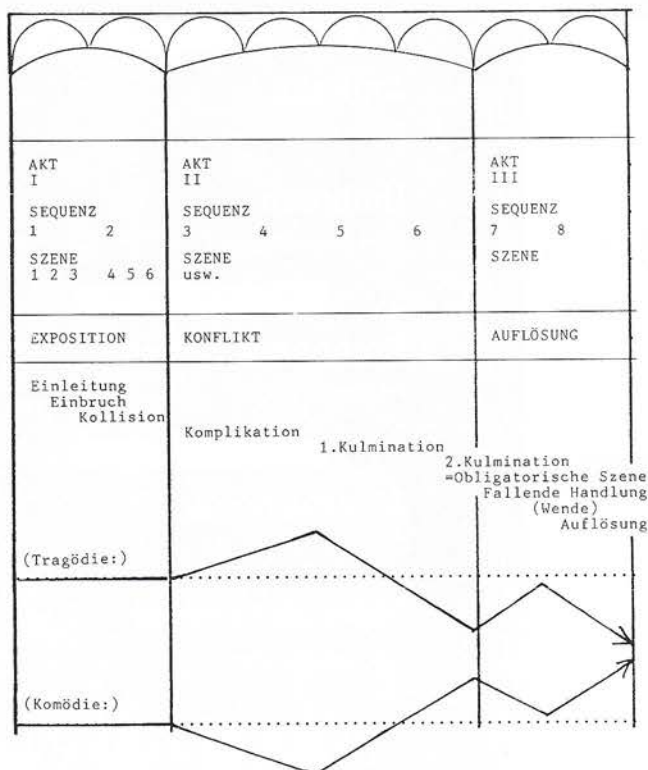 AKT
I
SEQUENZ
1 2
SZENE
1 2 3 4 5 6
AKT
II
SEQUENZ
3 4 5 6
SZENE
usw.
AKT
III
SEQUENZ
7 8
SZENE
EXPOSITION
KONFLIKT
AUFLÖSUNG
Einleitung
Einbruch
Kollision
Komplikation
1.Kulmination
2.Kulmination
=Obligatorische Szene
Fallende Handlung
(Wende)
Auflösung
(Tragödie:)
(Komödie:)